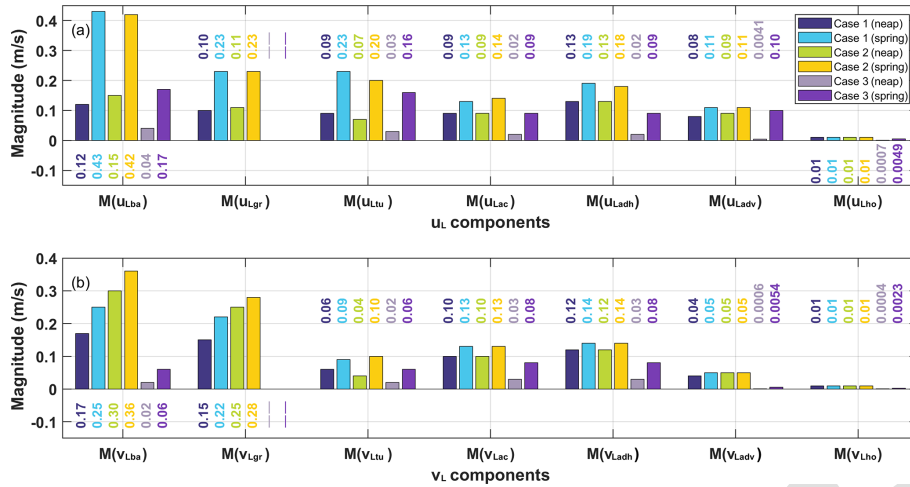 (a)
0.4
0.3
0.2
0.1
0
-0.1
Magnitude (m/s)
0.12 0.43 0.15 0.42 0.04 0.17
0.10 0.23 0.11 0.23 — —
0.09 0.23 0.07 0.20 0.03 0.16
0.09 0.13 0.09 0.14 0.02 0.09
0.13 0.19 0.13 0.18 0.02 0.09
0.08 0.11 0.09 0.11 0.0041 0.10
0.01 0.01 0.01 0.01 0.0007 0.0049
Case 1 (neap)
Case 1 (spring)
Case 2 (neap)
Case 2 (spring)
Case 3 (neap)
Case 3 (spring)
M(uLba) M(uLgr) M(uLtu) M(uLac) M(uLadh) M(uLadv) M(uLho)
uL components
(b)
0.4
0.3
0.2
0.1
0
-0.1
Magnitude (m/s)
0.17 0.25 0.30 0.36 0.02 0.06
0.15 0.22 0.25 0.28 — —
0.06 0.09 0.04 0.10 0.02 0.06
0.10 0.13 0.10 0.13 0.03 0.08
0.12 0.14 0.12 0.14 0.03 0.08
0.04 0.05 0.05 0.05 0.0006 0.0054
0.01 0.01 0.01 0.01 0.0004 0.0023
M(vLba) M(vLgr) M(vLtu) M(vLac) M(vLadh) M(vLadv) M(vLho)
vL components